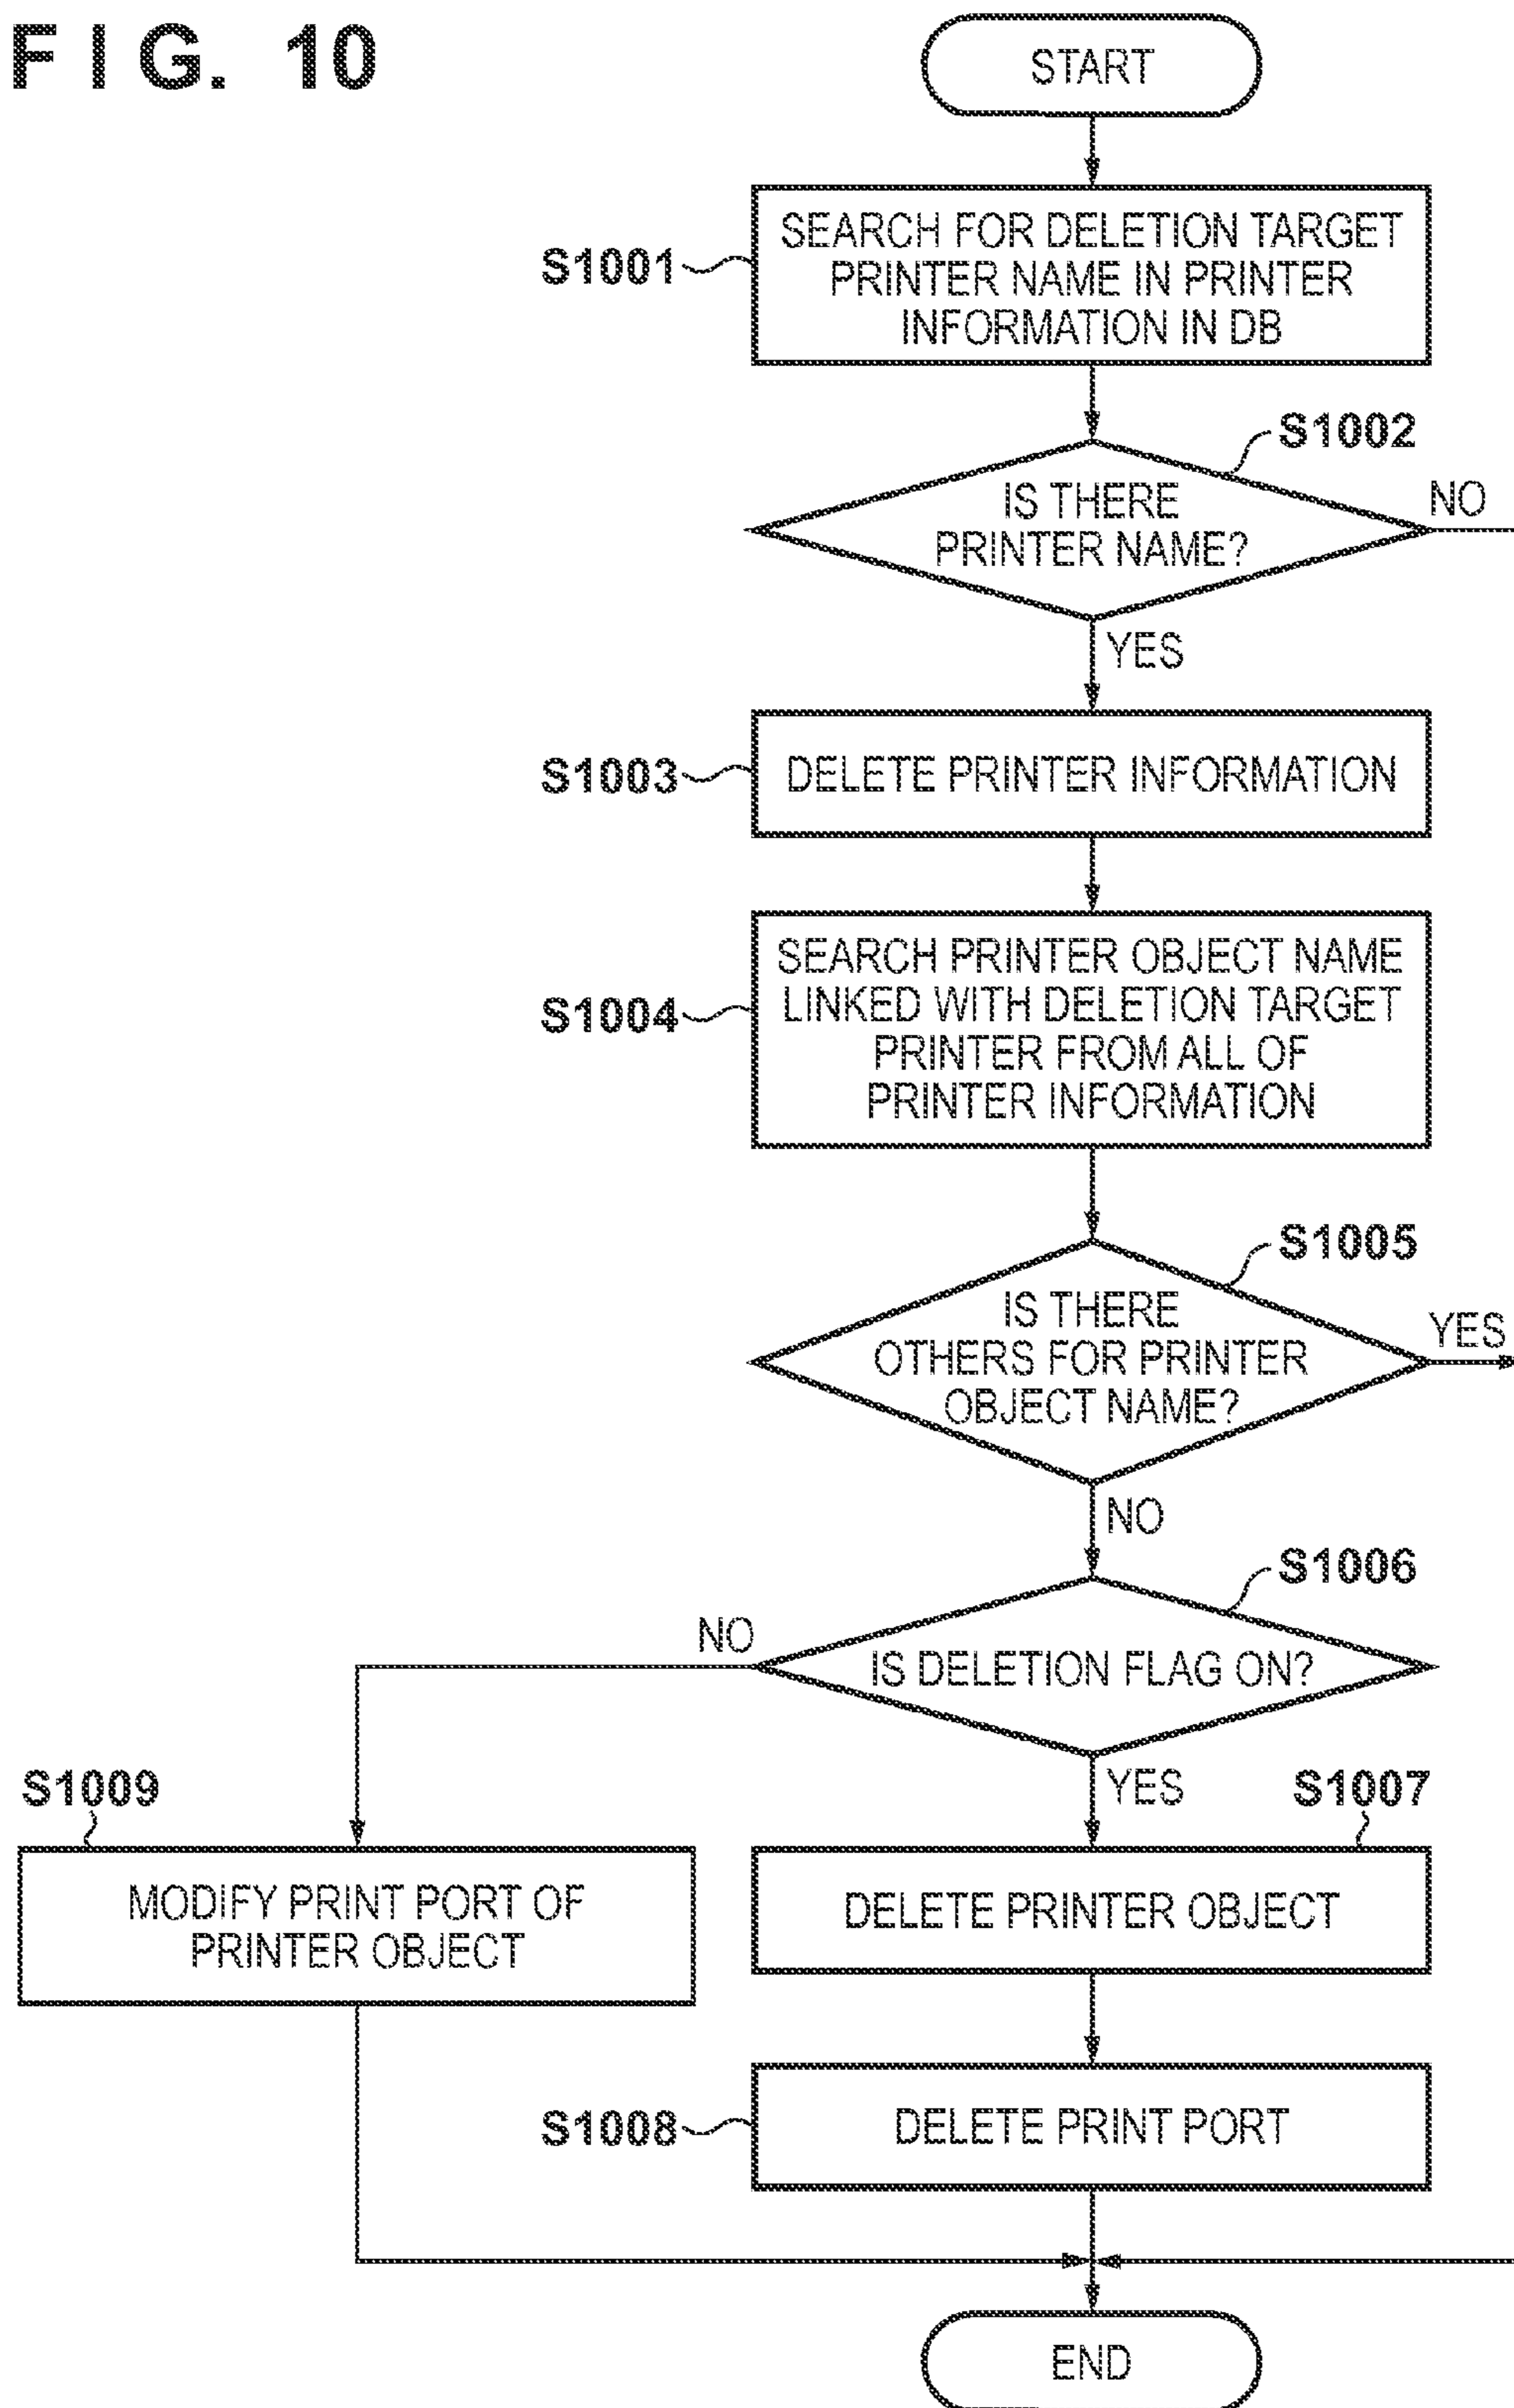 FIG. 10
START
S1001
SEARCH FOR DELETION TARGET
PRINTER NAME IN PRINTER
INFORMATION IN DB
S1002
IS THERE
PRINTER NAME?
NO
YES
S1003
DELETE PRINTER INFORMATION
S1004
SEARCH PRINTER OBJECT NAME
LINKED WITH DELETION TARGET
PRINTER FROM ALL OF
PRINTER INFORMATION
S1005
IS THERE
OTHERS FOR PRINTER
OBJECT NAME?
YES
NO
S1006
IS DELETION FLAG ON?
NO
YES
S1009
MODIFY PRINT PORT OF
PRINTER OBJECT
S1007
DELETE PRINTER OBJECT
S1008
DELETE PRINT PORT
END